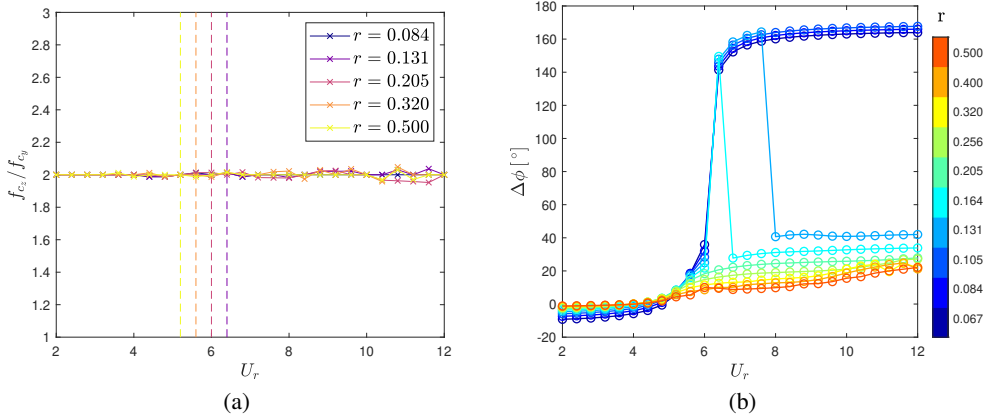 3
2.8
2.6
2.4
2.2
2
1.8
1.6
1.4
1.2
1
f_{c_z}/f_{c_y}
2 4 6 8 10 12
U_r
r = 0.084
r = 0.131
r = 0.205
r = 0.320
r = 0.500
(a)
180
160
140
120
100
80
60
40
20
0
-20
Δφ [°]
2 4 6 8 10 12
U_r
r
0.500
0.400
0.320
0.256
0.205
0.164
0.131
0.105
0.084
0.067
(b)